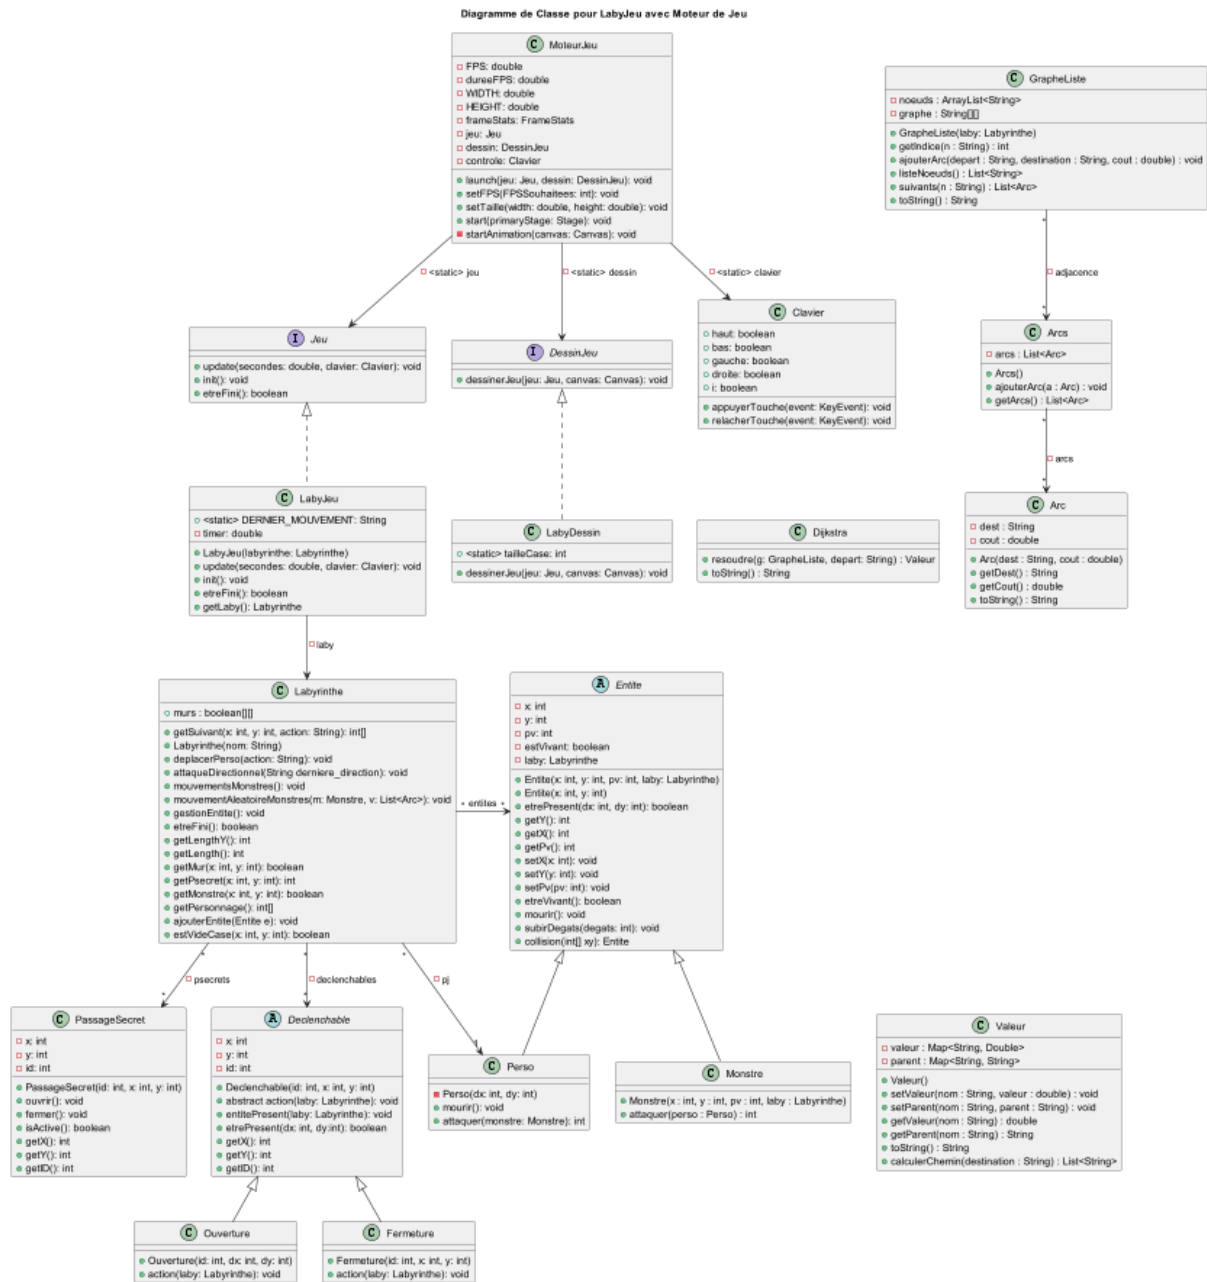 Diagramme de Classe pour LabyJeu avec Moteur de Jeu
C MoteurJeu
FPS: double
dureeFPS: double
WIDTH: double
HEIGHT: double
frameStats: FrameStats
jeu: Jeu
dessin: DessinJeu
controle: Clavier
launch(jeu: Jeu, dessin: DessinJeu): void
setFPS(FPSSouhaitees: int): void
setTaille(width: double, height: double): void
start(primaryStage: Stage): void
startAnimation(canvas: Canvas): void
C GrapheListe
noeuds : ArrayList<String>
graphe : String[][]
GrapheListe(laby: Labyrinthe)
getIndice(n : String) : int
ajouterArc(depart : String, destination : String, cout : double) : void
listeNoeuds() : List<String>
suivants(n : String) : List<Arc>
toString() : String
<static> jeu
<static> dessin
<static> clavier
*
adjacence
*
I Jeu
update(secondes: double, clavier: Clavier): void
init(): void
etreFini(): boolean
I DessinJeu
dessinerJeu(jeu: Jeu, canvas: Canvas): void
C Clavier
haut: boolean
bas: boolean
gauche: boolean
droite: boolean
i: boolean
appuyerTouche(event: KeyEvent): void
relacherTouche(event: KeyEvent): void
C Arcs
arcs : List<Arc>
Arcs()
ajouterArc(a : Arc) : void
getArcs() : List<Arc>
*
arcs
*
C LabyJeu
<static> DERNIER_MOUVEMENT: String
timer: double
LabyJeu(labyrinthe: Labyrinthe)
update(secondes: double, clavier: Clavier): void
init(): void
etreFini(): boolean
getLaby(): Labyrinthe
C LabyDessin
<static> tailleCase: int
dessinerJeu(jeu: Jeu, canvas: Canvas): void
C Dijkstra
resoudre(g: GrapheListe, depart: String) : Valeur
toString() : String
C Arc
dest : String
cout : double
Arc(dest : String, cout : double)
getDest() : String
getCout() : double
toString() : String
laby
C Labyrinthe
murs : boolean[][]
getSuivant(x: int, y: int, action: String): int[]
Labyrinthe(nom: String)
deplacerPerso(action: String): void
attaqueDirectionnel(String derniere_direction): void
mouvementsMonstres(): void
mouvementAleatoireMonstres(m: Monstre, v: List<Arc>): void
gestionEntite(): void
etreFini(): boolean
getLengthY(): int
getLength(): int
getMur(x: int, y: int): boolean
getPsecret(x: int, y: int): int
getMonstre(x: int, y: int): boolean
getPersonnage(): int[]
ajouterEntite(Entite e): void
estVideCase(x: int, y: int): boolean
* entites *
A Entite
x: int
y: int
pv: int
estVivant: boolean
laby: Labyrinthe
Entite(x: int, y: int, pv: int, laby: Labyrinthe)
Entite(x: int, y: int)
etrePresent(dx: int, dy: int): boolean
getY(): int
getX(): int
getPv(): int
setX(x: int): void
setY(y: int): void
setPv(pv: int): void
etreVivant(): boolean
mourir(): void
subirDegats(degats: int): void
collision(int[] xy): Entite
*
psecrets
*
*
declenchables
*
*
pj
1
C PassageSecret
x: int
y: int
id: int
PassageSecret(id: int, x: int, y: int)
ouvrir(): void
fermer(): void
isActive(): boolean
getX(): int
getY(): int
getID(): int
A Declenchable
x: int
y: int
id: int
Declenchable(id: int, x: int, y: int)
abstract action(laby: Labyrinthe): void
entitePresent(laby: Labyrinthe): void
etrePresent(dx: int, dy:int): boolean
getX(): int
getY(): int
getID(): int
C Perso
Perso(dx: int, dy: int)
mourir(): void
attaquer(monstre: Monstre): int
C Monstre
Monstre(x : int, y : int, pv : int, laby : Labyrinthe)
attaquer(perso : Perso) : int
C Valeur
valeur : Map<String, Double>
parent : Map<String, String>
Valeur()
setValeur(nom : String, valeur : double) : void
setParent(nom : String, parent : String) : void
getValeur(nom : String) : double
getParent(nom : String) : String
toString() : String
calculerChemin(destination : String) : List<String>
C Ouverture
Ouverture(id: int, dx: int, dy: int)
action(laby: Labyrinthe): void
C Fermeture
Fermeture(id: int, x: int, y: int)
action(laby: Labyrinthe): void